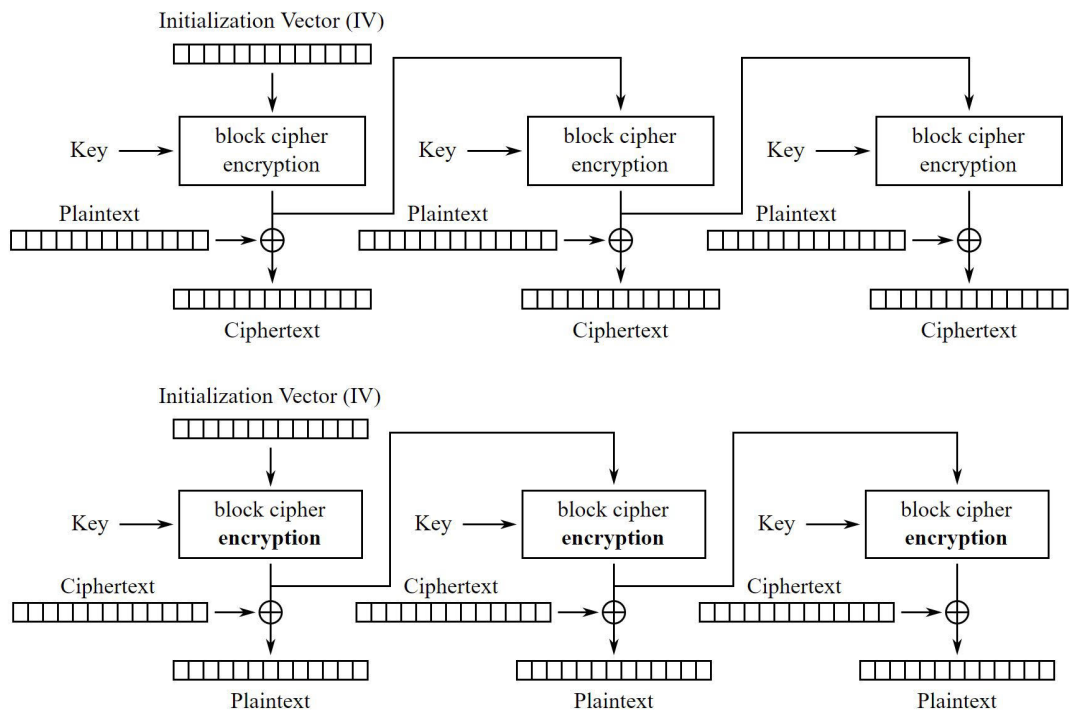 Initialization Vector (IV)
Key
block cipher
encryption
Key
block cipher
encryption
Key
block cipher
encryption
Plaintext
Plaintext
Plaintext
Ciphertext
Ciphertext
Ciphertext
Initialization Vector (IV)
Key
block cipher
encryption
Key
block cipher
encryption
Key
block cipher
encryption
Ciphertext
Ciphertext
Ciphertext
Plaintext
Plaintext
Plaintext